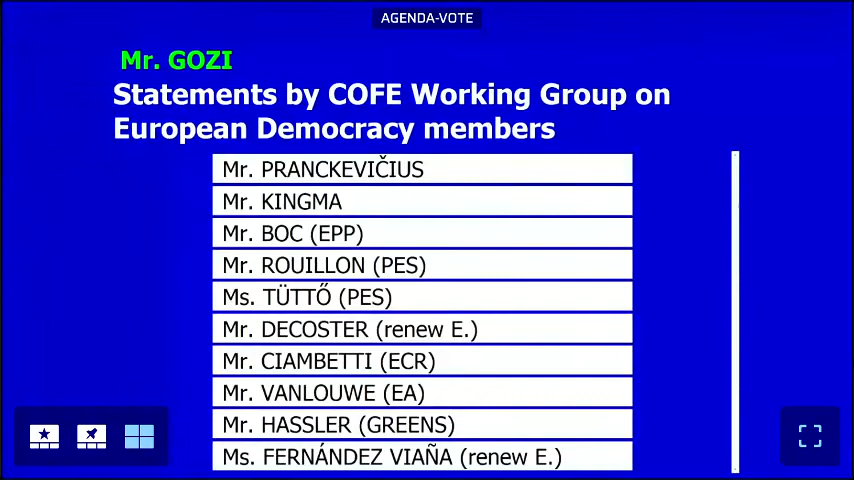 AGENDA-VOTE
Mr. GOZI
Statements by COFE Working Group on
European Democracy members
Mr. PRANCKEVIČIUS
Mr. KINGMA
Mr. BOC (EPP)
Mr. ROUILLON (PES)
Ms. TÜTTŐ (PES)
Mr. DECOSTER (renew E.)
Mr. CIAMBETTI (ECR)
Mr. VANLOUWE (EA)
Mr. HASSLER (GREENS)
Ms. FERNÁNDEZ VIAÑA (renew E.)